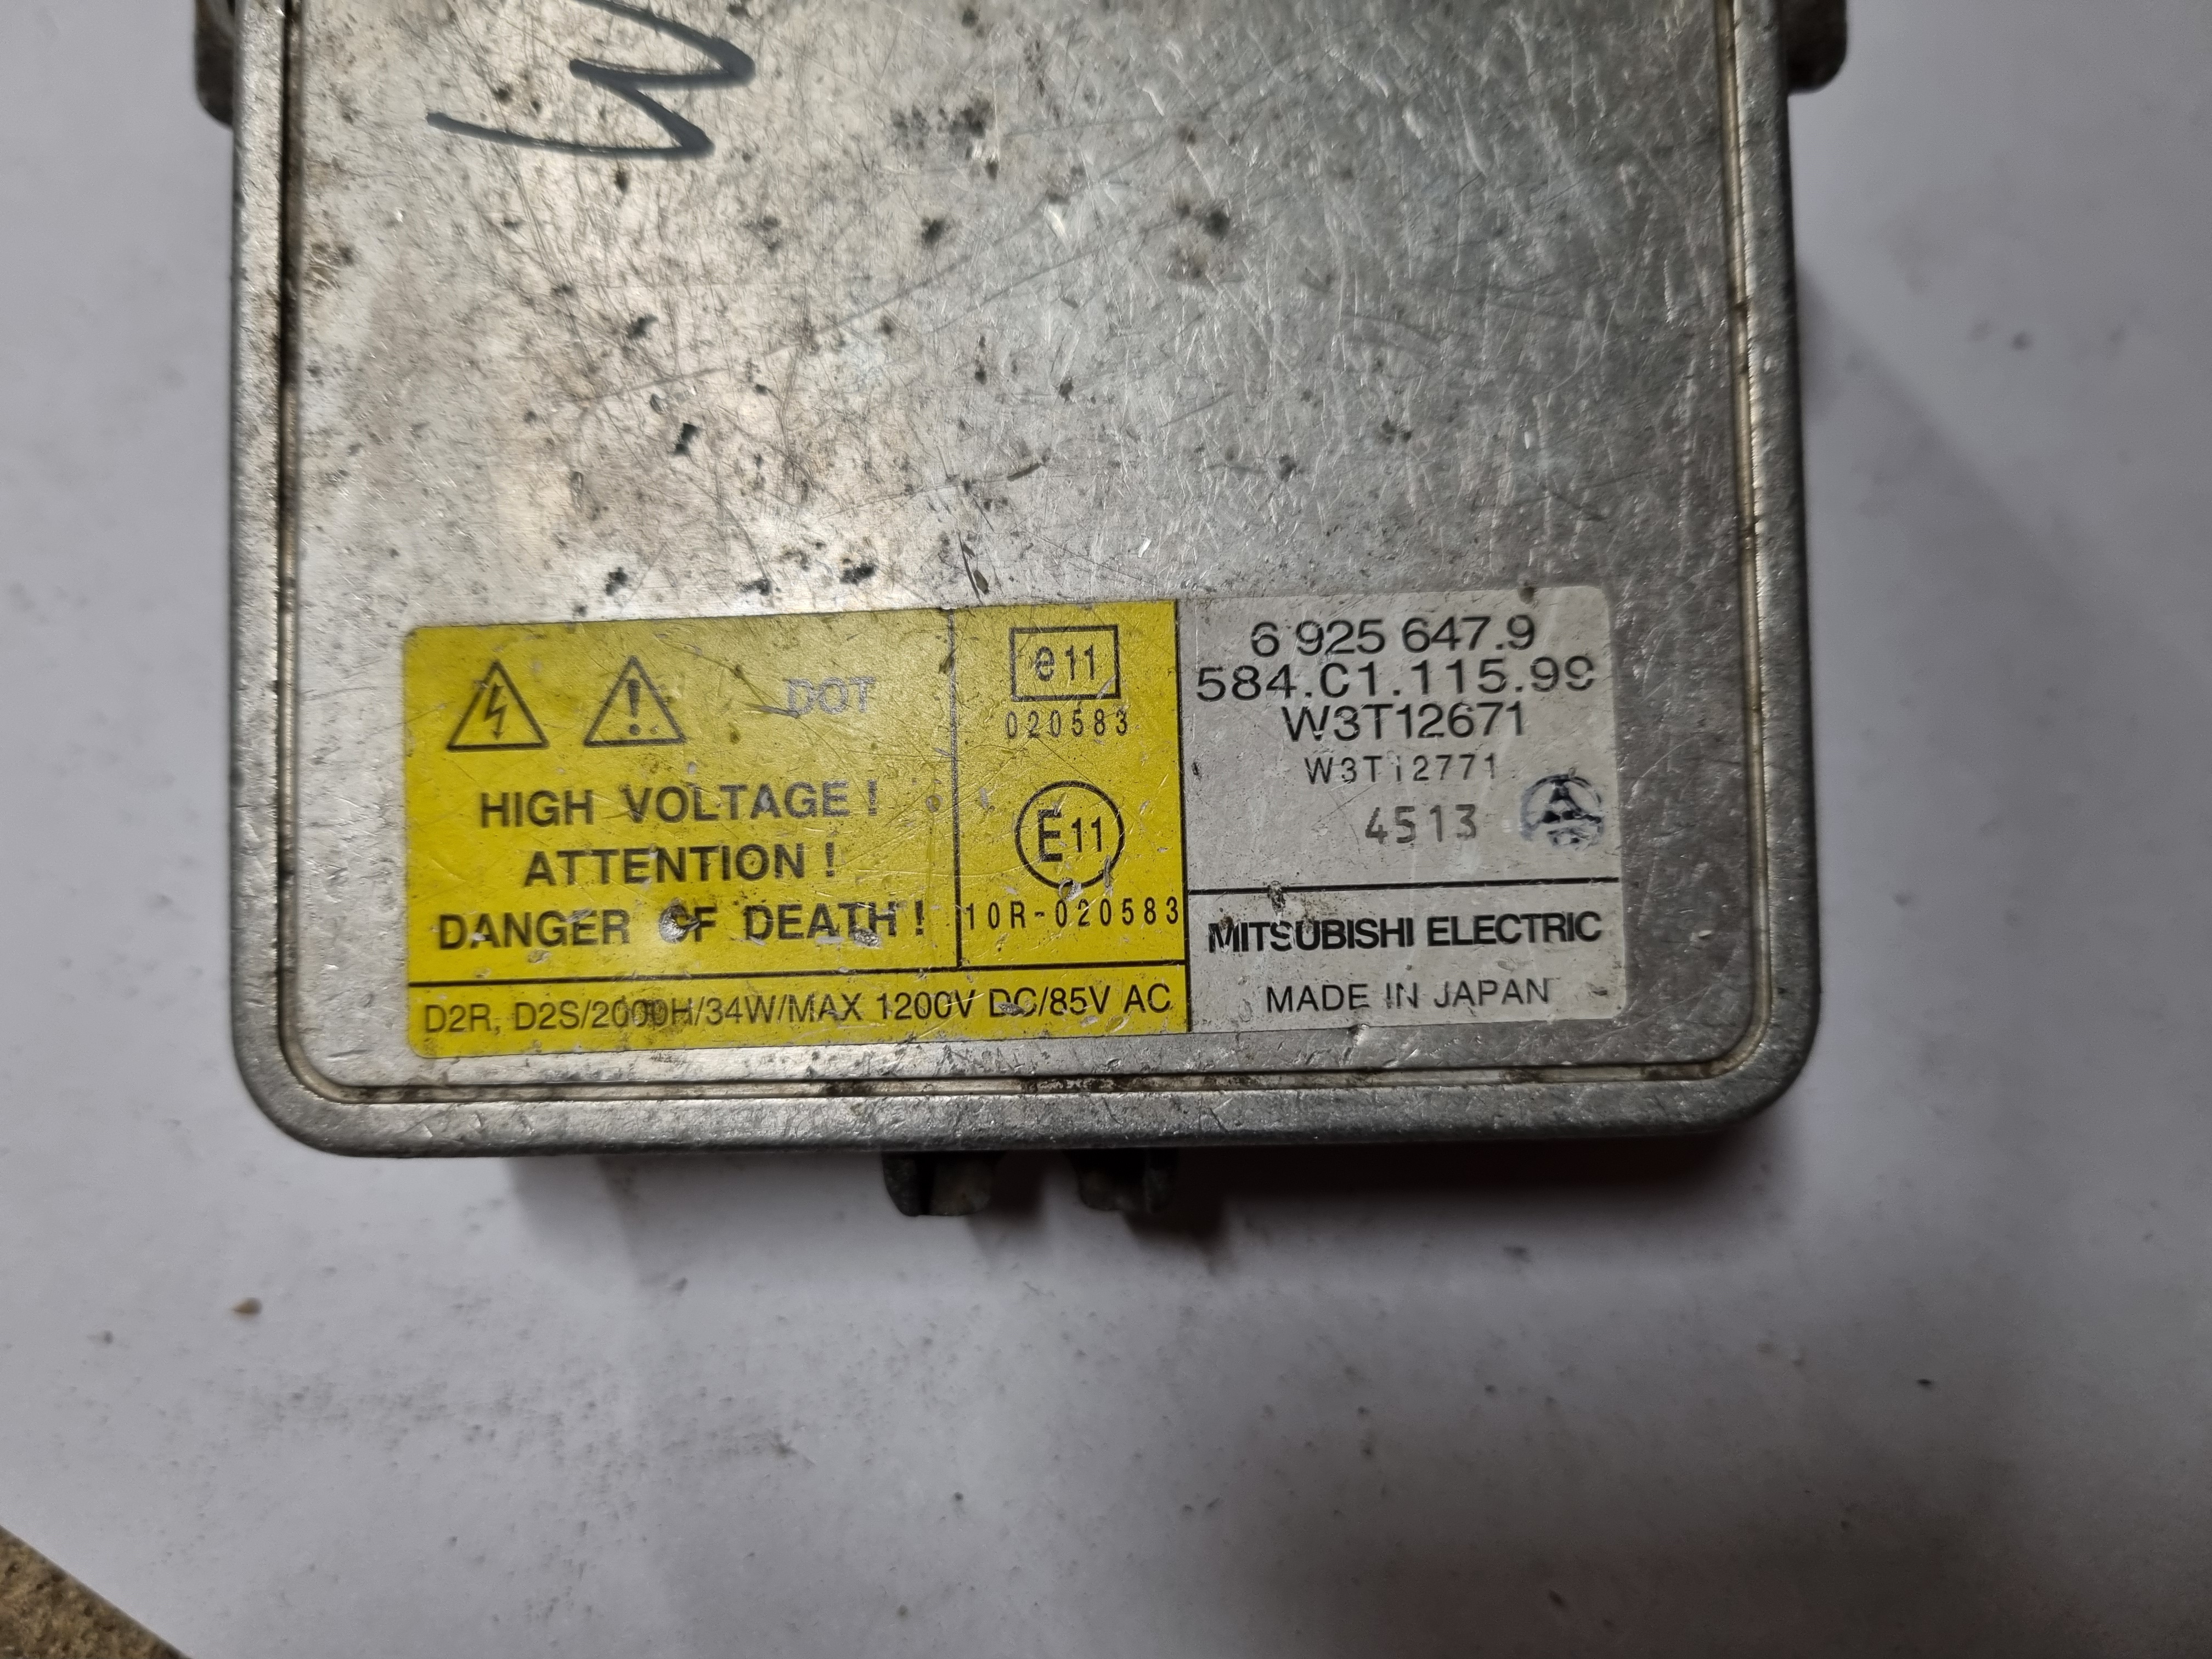 W
DOT
HIGH VOLTAGE !
ATTENTION !
DANGER OF DEATH !
e11
020583
E11
10R-020583
D2R, D2S/2000H/34W/MAX 1200V DC/85V AC
6 925 647.9
584.C1.115.99
W3T12671
W3T12771
4513
MITSUBISHI ELECTRIC
MADE IN JAPAN